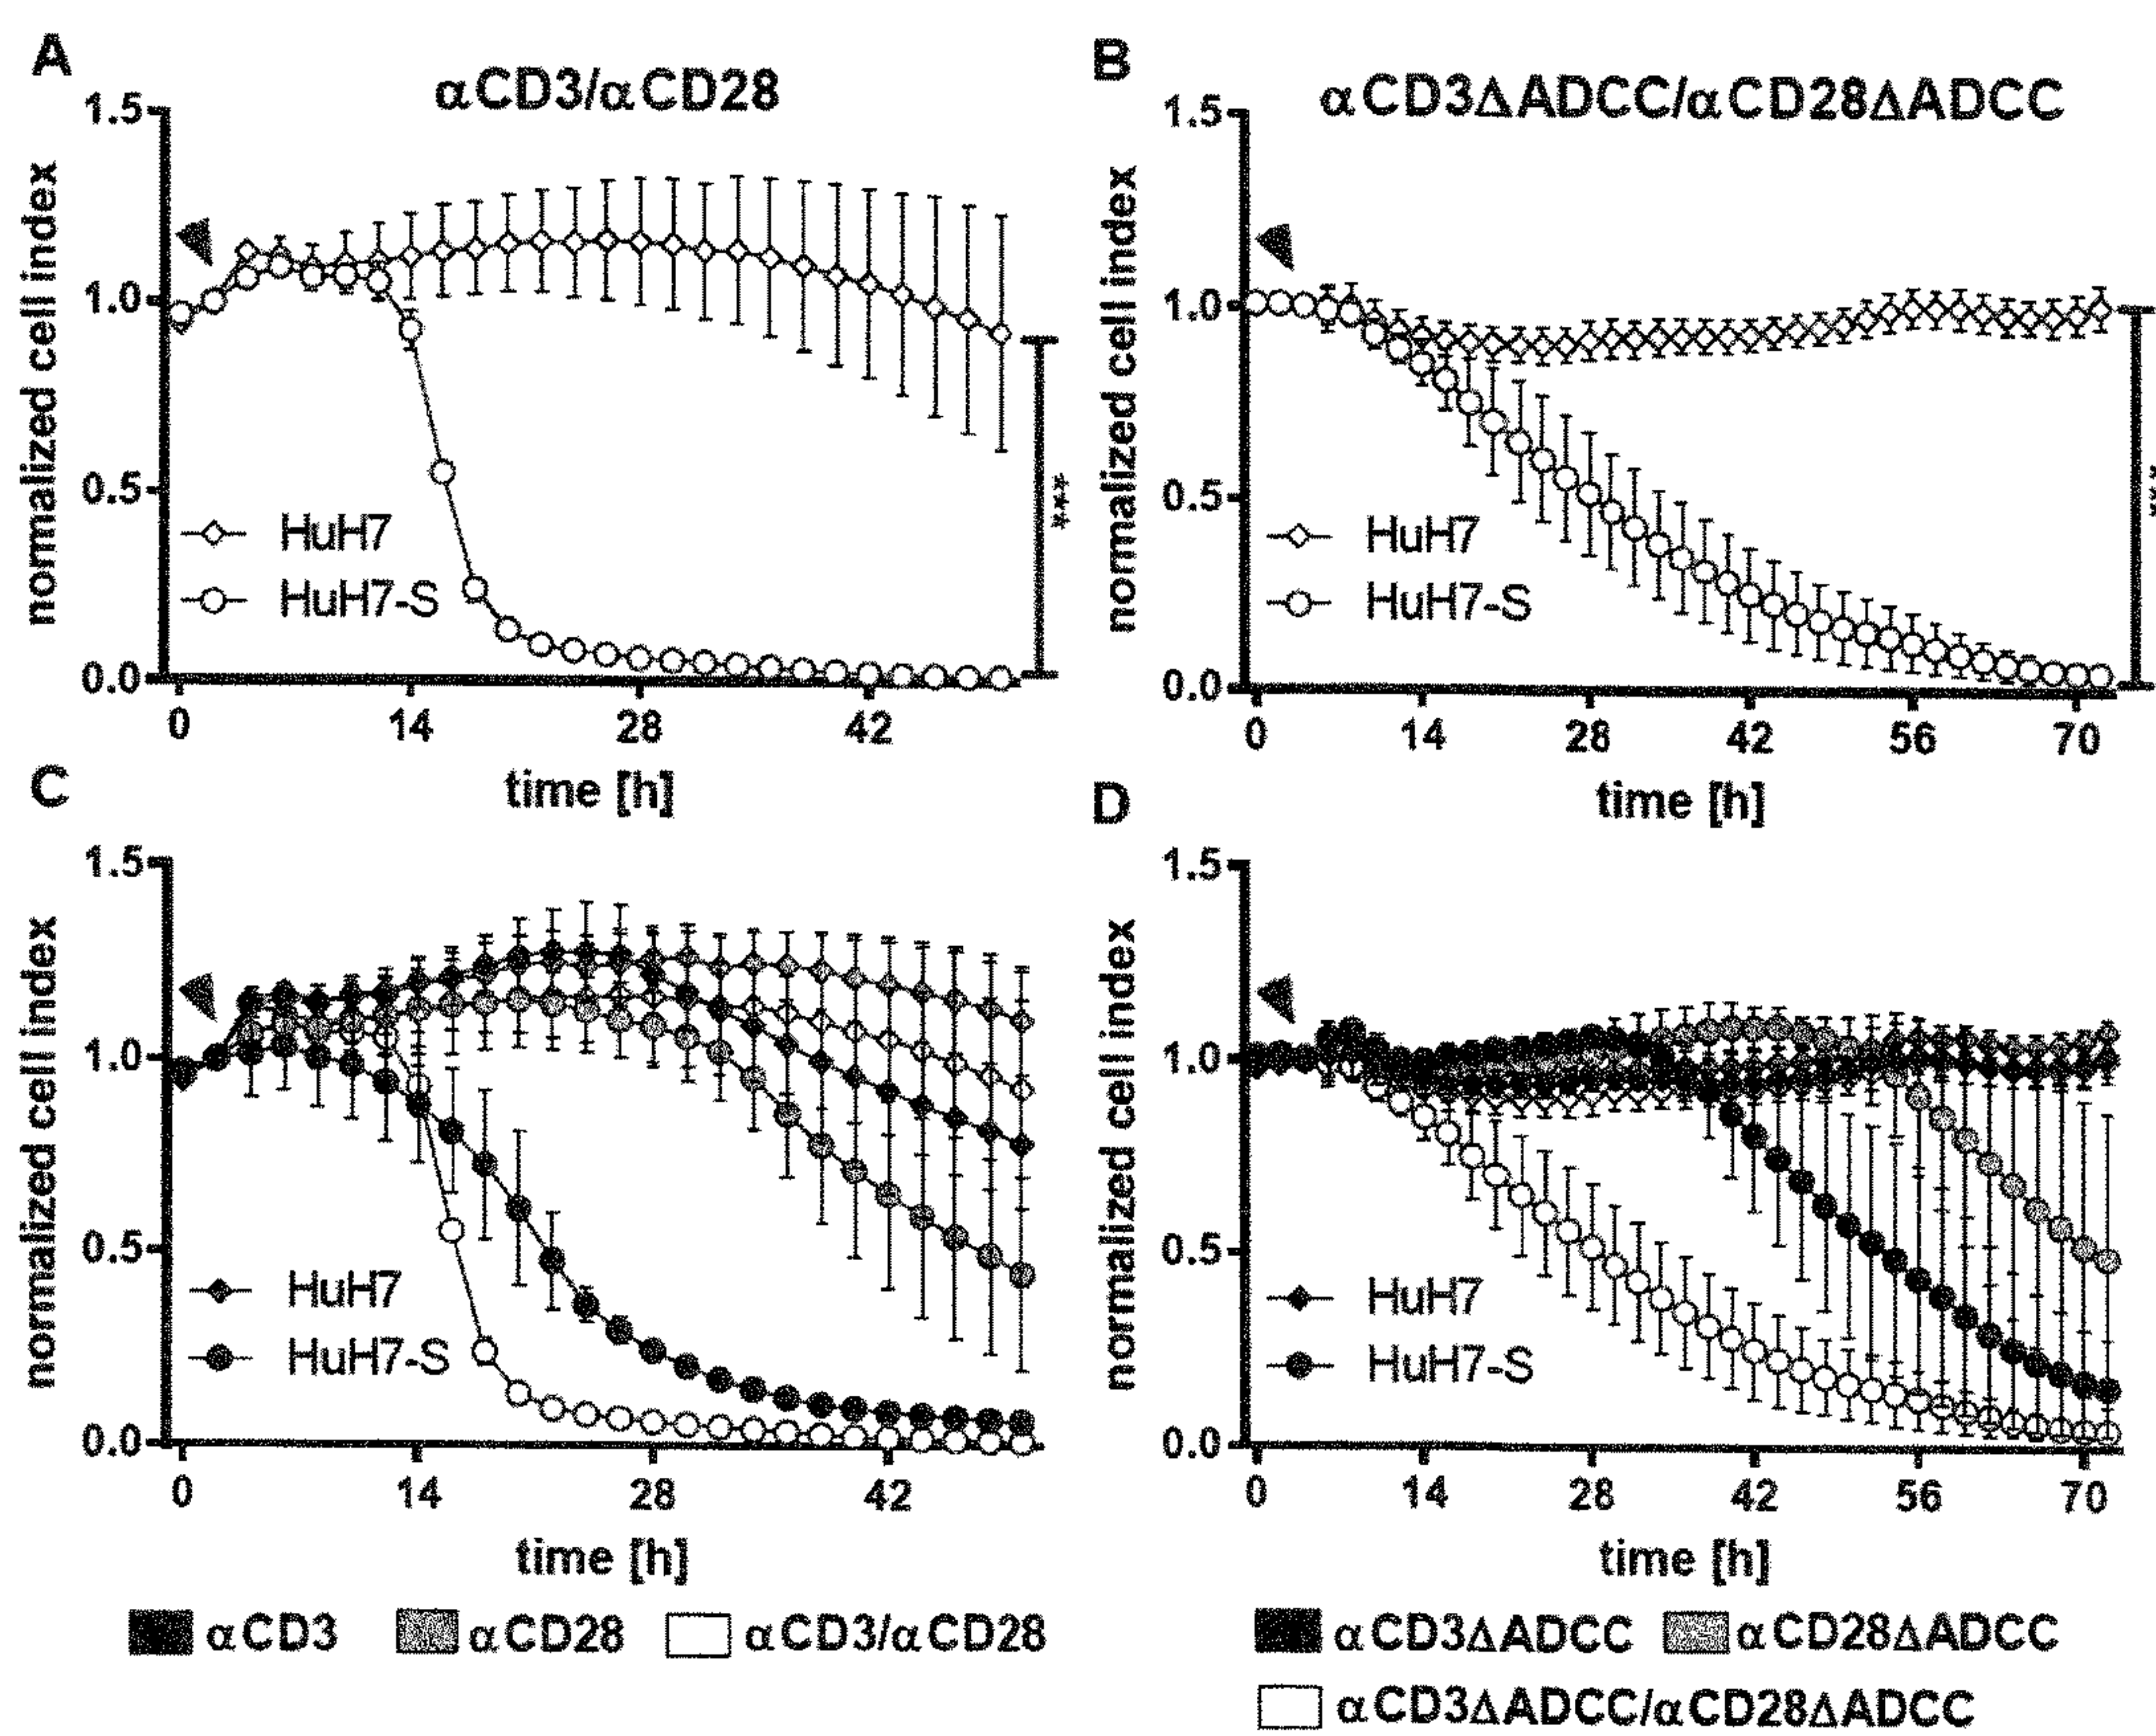 A
αCD3/αCD28
normalized cell index
1.5
1.0
0.5
0.0
HuH7
HuH7-S
***
0 14 28 42
time [h]
B
αCD3ΔADCC/αCD28ΔADCC
normalized cell index
1.5
1.0
0.5
0.0
HuH7
HuH7-S
0 14 28 42 56 70
time [h]
C
normalized cell index
1.5
1.0
0.5
0.0
HuH7
HuH7-S
0 14 28 42
time [h]
αCD3 αCD28 αCD3/αCD28
D
normalized cell index
1.5
1.0
0.5
0.0
HuH7
HuH7-S
0 14 28 42 56 70
time [h]
αCD3ΔADCC αCD28ΔADCC
αCD3ΔADCC/αCD28ΔADCC